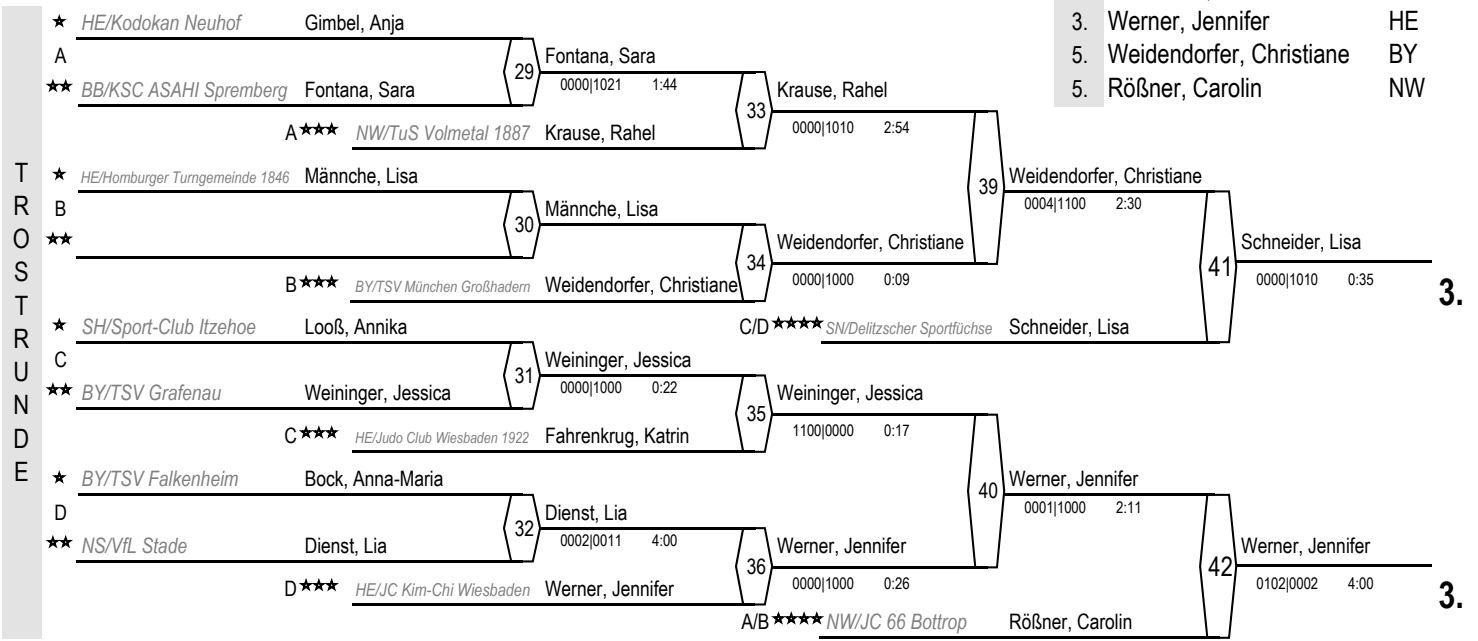 ★ HE/Kodokan Neuhof Gimbel, Anja
3. Werner, Jennifer HE
A
29 Fontana, Sara
5. Weidendorfer, Christiane BY
★★ BB/KSC ASAHI Spremberg Fontana, Sara
0000|1021 1:44
33 Krause, Rahel
5. Rößner, Carolin NW
A★★★ NW/TuS Volmetal 1887 Krause, Rahel
0000|1010 2:54
TROSTRUNDE
★ HE/Homburger Turngemeinde 1846 Männche, Lisa
39 Weidendorfer, Christiane
0004|1100 2:30
B
30 Männche, Lisa
★★
34 Weidendorfer, Christiane
0000|1000 0:09
41 Schneider, Lisa
0000|1010 0:35
3.
B★★★ BY/TSV München Großhadern Weidendorfer, Christiane
★ SH/Sport-Club Itzehoe Looß, Annika
C/D★★★★ SN/Delitzscher Sportfüchse Schneider, Lisa
C
31 Weininger, Jessica
0000|1000 0:22
★★ BY/TSV Grafenau Weininger, Jessica
35 Weininger, Jessica
1100|0000 0:17
C★★★ HE/Judo Club Wiesbaden 1922 Fahrenkrug, Katrin
★ BY/TSV Falkenheim Bock, Anna-Maria
40 Werner, Jennifer
0001|1000 2:11
D
32 Dienst, Lia
0002|0011 4:00
★★ NS/VfL Stade Dienst, Lia
36 Werner, Jennifer
0000|1000 0:26
42 Werner, Jennifer
0102|0002 4:00
3.
D★★★ HE/JC Kim-Chi Wiesbaden Werner, Jennifer
A/B★★★★ NW/JC 66 Bottrop Rößner, Carolin